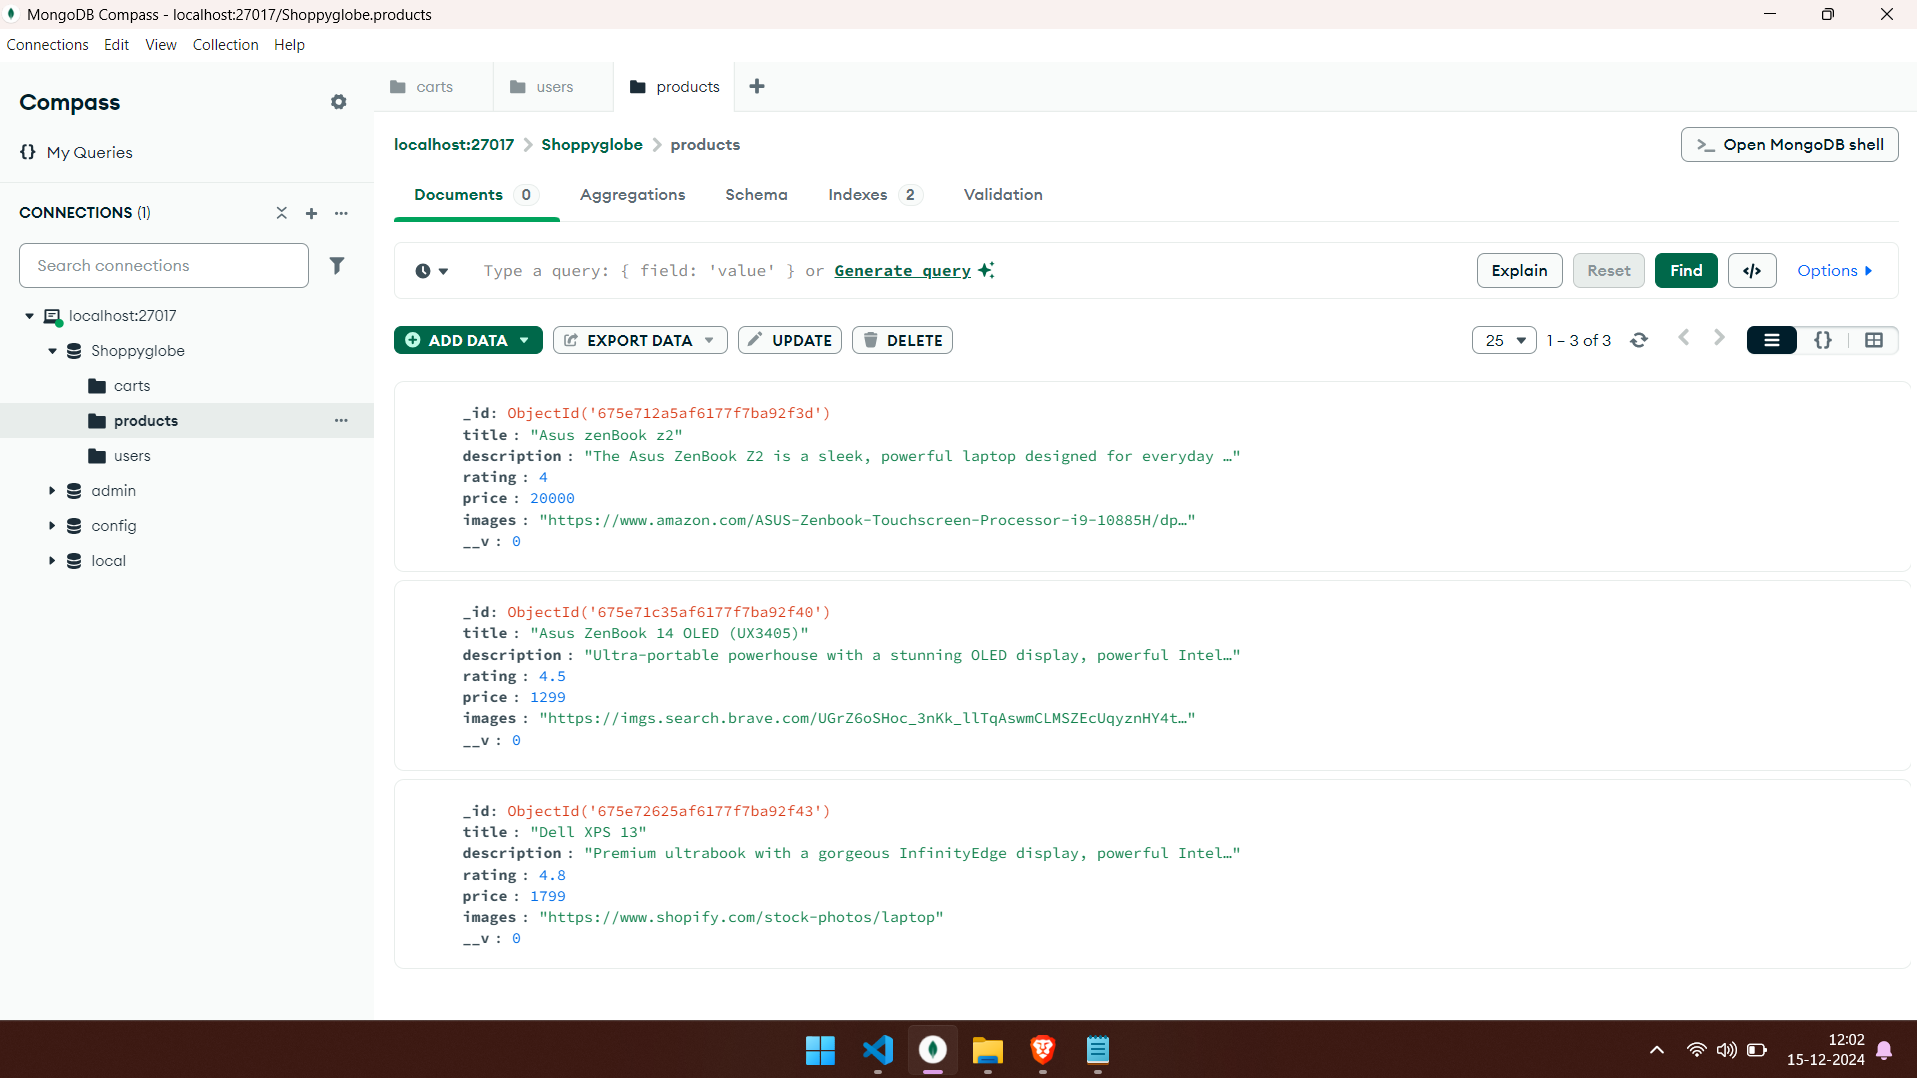 MongoDB Compass - localhost:27017/Shoppyglobe.products
Connections Edit View Collection Help
Compass
My Queries
CONNECTIONS (1)
Search connections
localhost:27017
Shoppyglobe
carts
products
users
admin
config
local
carts users products
localhost:27017 Shoppyglobe products
>_ Open MongoDB shell
Documents 0 Aggregations Schema Indexes 2 Validation
Type a query: { field: 'value' } or Generate query
Explain Reset Find </> Options
ADD DATA EXPORT DATA UPDATE DELETE
25 1 – 3 of 3 {}
_id: ObjectId('675e712a5af6177f7ba92f3d')
title : "Asus zenBook z2"
description : "The Asus ZenBook Z2 is a sleek, powerful laptop designed for everyday …"
rating : 4
price : 20000
images : "https://www.amazon.com/ASUS-Zenbook-Touchscreen-Processor-i9-10885H/dp…"
__v : 0
_id: ObjectId('675e71c35af6177f7ba92f40')
title : "Asus ZenBook 14 OLED (UX3405)"
description : "Ultra-portable powerhouse with a stunning OLED display, powerful Intel…"
rating : 4.5
price : 1299
images : "https://imgs.search.brave.com/UGrZ6oSHoc_3nKk_llTqAswmCLMSZEcUqyznHY4t…"
__v : 0
_id: ObjectId('675e72625af6177f7ba92f43')
title : "Dell XPS 13"
description : "Premium ultrabook with a gorgeous InfinityEdge display, powerful Intel…"
rating : 4.8
price : 1799
images : "https://www.shopify.com/stock-photos/laptop"
__v : 0
12:02
15-12-2024